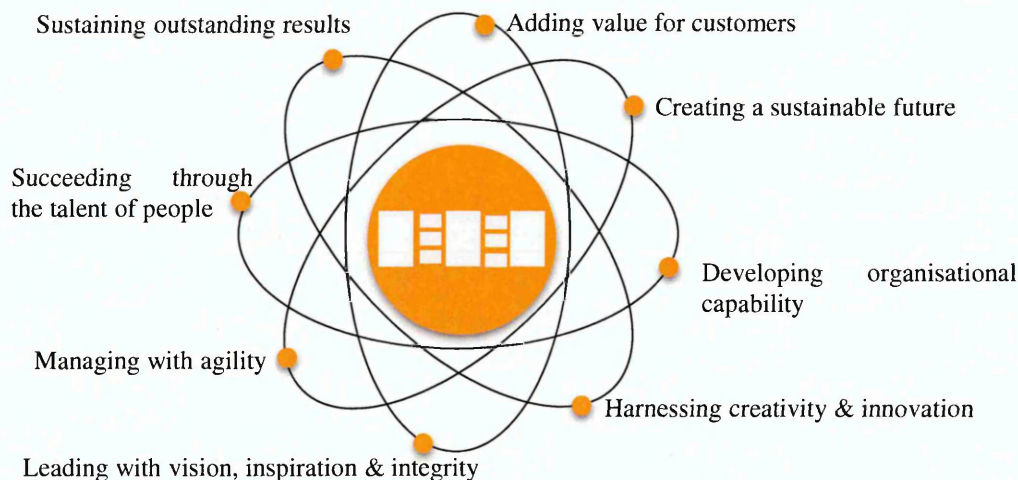 Sustaining outstanding results
Adding value for customers
Creating a sustainable future
Succeeding through
the talent of people
Developing organisational
capability
Managing with agility
Harnessing creativity & innovation
Leading with vision, inspiration & integrity